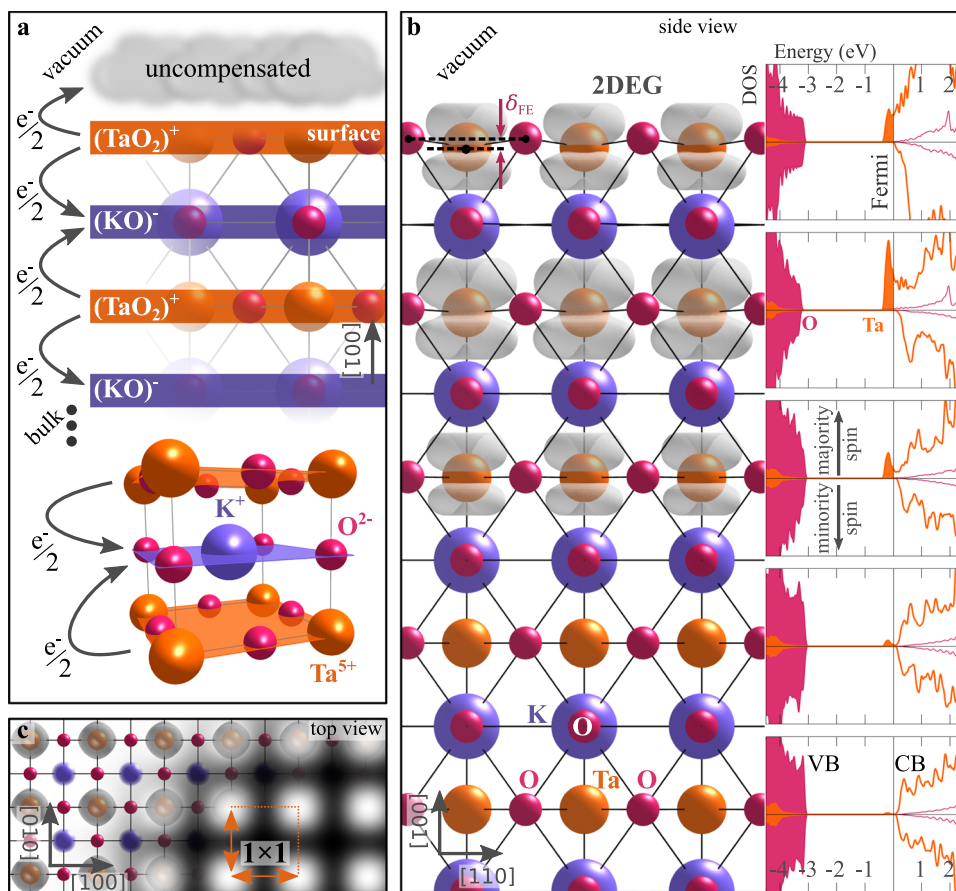 a
vacuum
uncompensated
e-/2
(TaO2)+
surface
e-/2
(KO)-
e-/2
(TaO2)+
[001]
e-/2
(KO)-
bulk
K+
O2-
e-/2
e-/2
Ta5+
b
side view
vacuum
2DEG
δFE
K
O
O
Ta
O
[001]
[110]
Energy (eV)
DOS
-4 -3 -2 -1 0 1 2
Fermi
O
Ta
majority spin
minority spin
VB
CB
-4 -3 -2 -1 0 1 2
c
top view
[010]
[100]
1×1